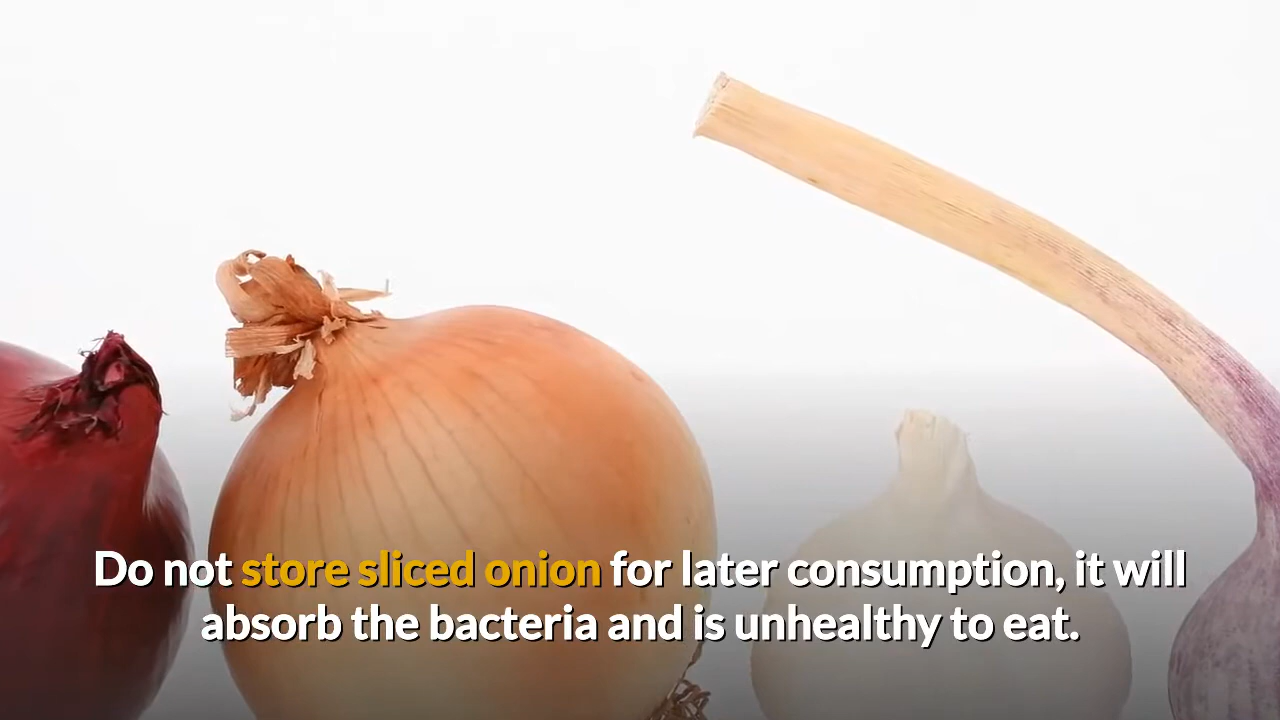 Do not store sliced onion for later consumption, it will
absorb the bacteria and is unhealthy to eat.